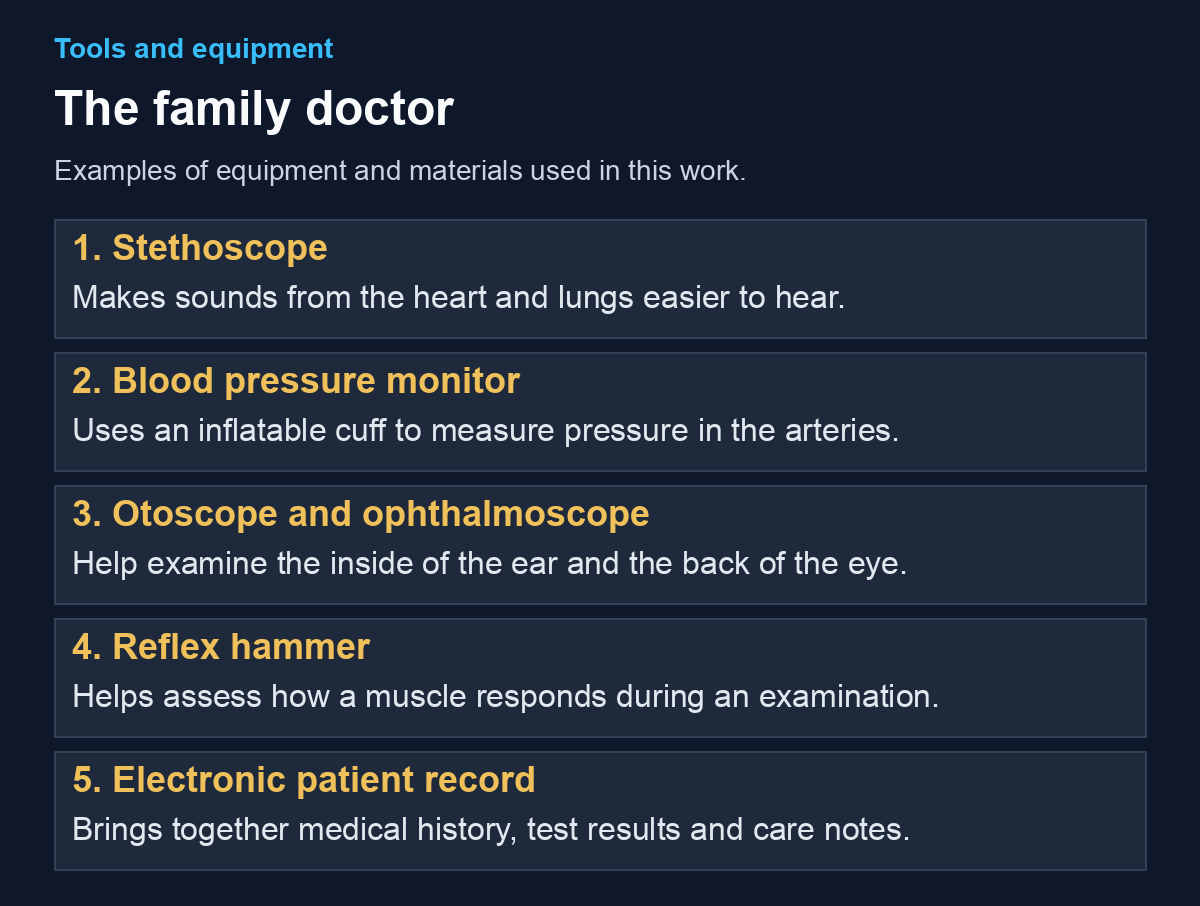 Tools and equipment
The family doctor
Examples of equipment and materials used in this work.
1. Stethoscope
Makes sounds from the heart and lungs easier to hear.
2. Blood pressure monitor
Uses an inflatable cuff to measure pressure in the arteries.
3. Otoscope and ophthalmoscope
Help examine the inside of the ear and the back of the eye.
4. Reflex hammer
Helps assess how a muscle responds during an examination.
5. Electronic patient record
Brings together medical history, test results and care notes.